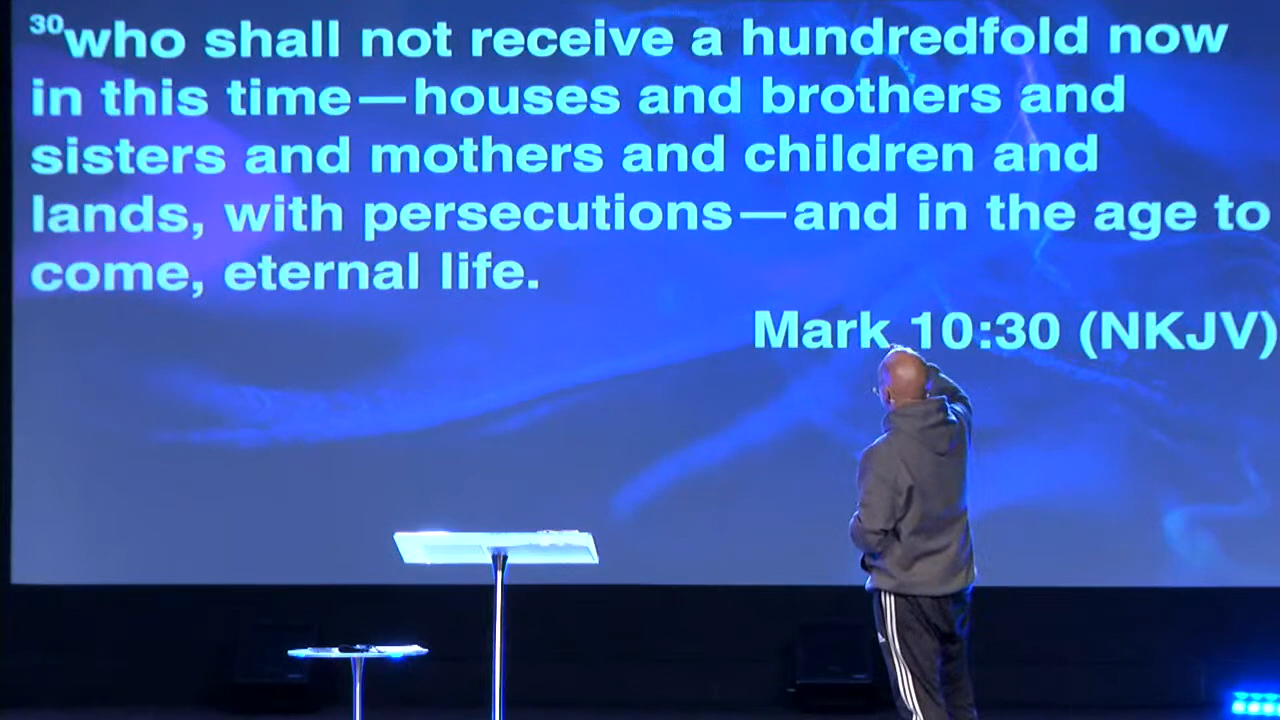 30who shall not receive a hundredfold now
in this time—houses and brothers and
sisters and mothers and children and
lands, with persecutions—and in the age to
come, eternal life.
Mark 10:30 (NKJV)